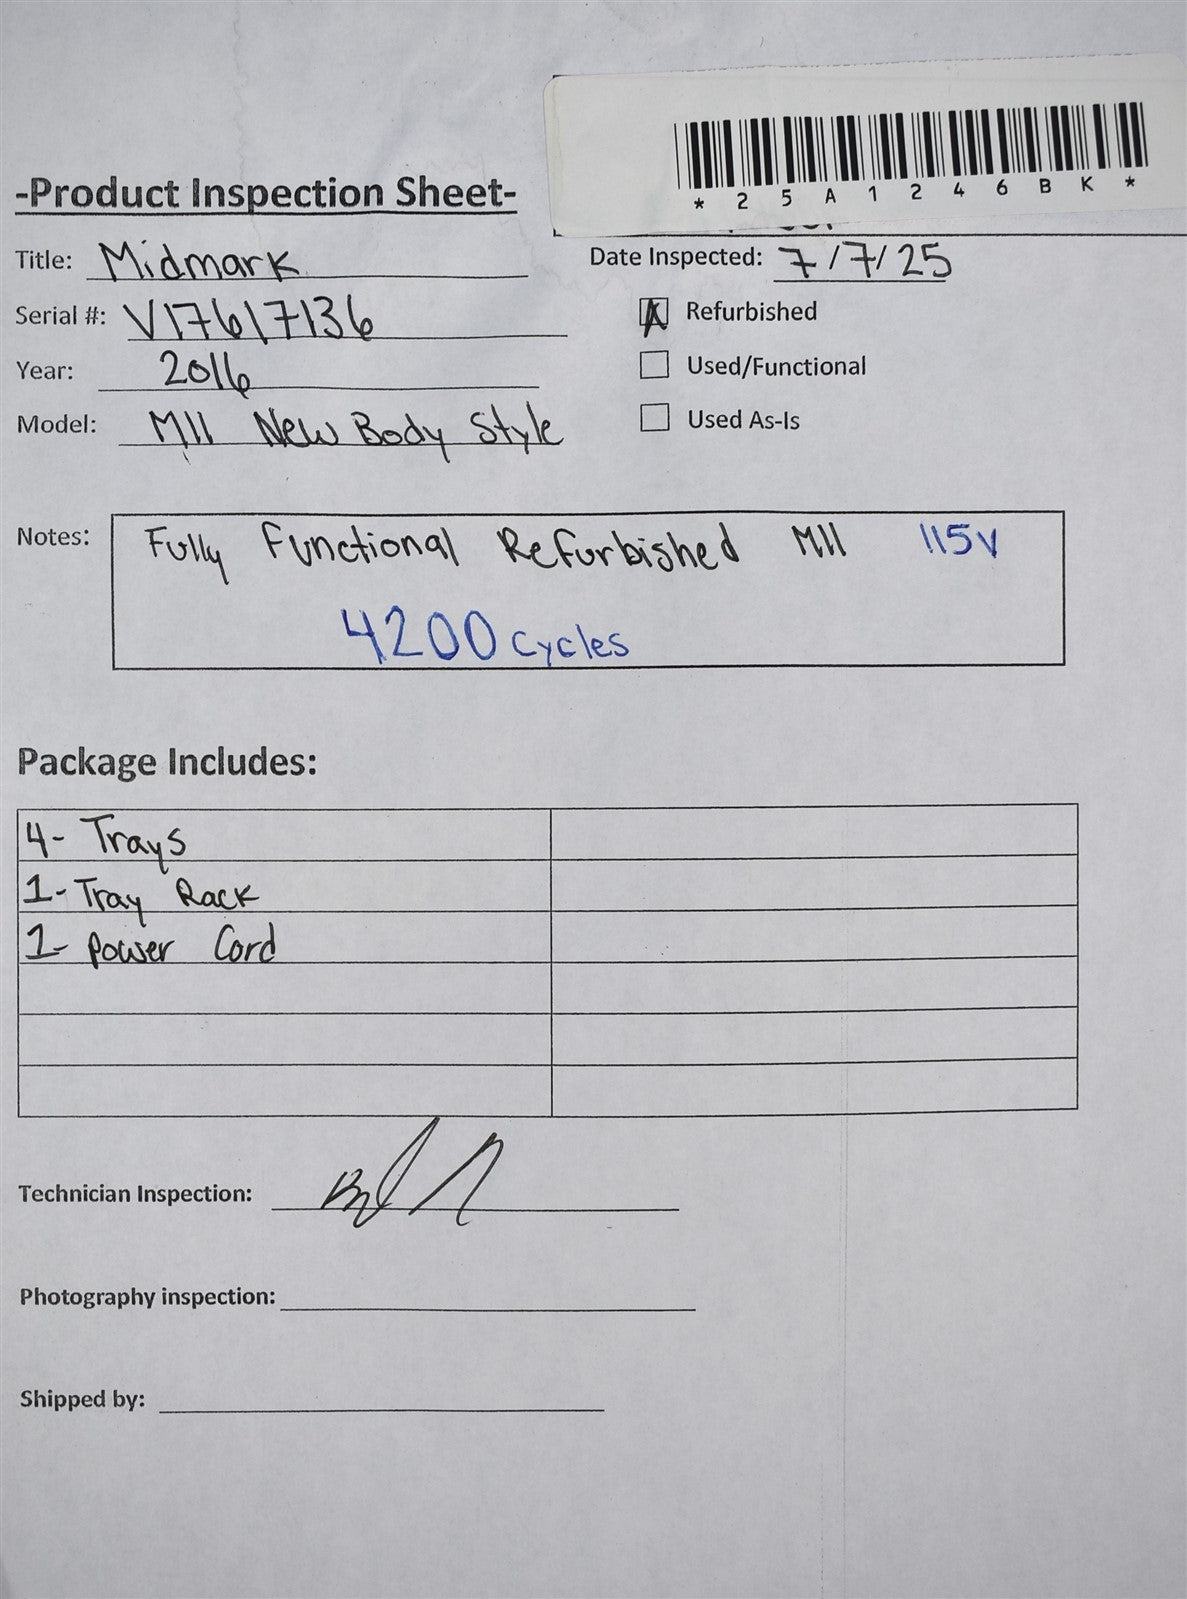 *25A1246BK*
-Product Inspection Sheet-
Title: Midmark
Date Inspected: 7/7/25
Serial #: V17617136
Refurbished
Year: 2016
Used/Functional
Model: M11 New Body Style
Used As-Is
Notes: Fully Functional Refurbished M11 115V
4200 cycles
Package Includes:
4- Trays
1- Tray Rack
1- Power Cord
Technician Inspection:
Photography inspection:
Shipped by: